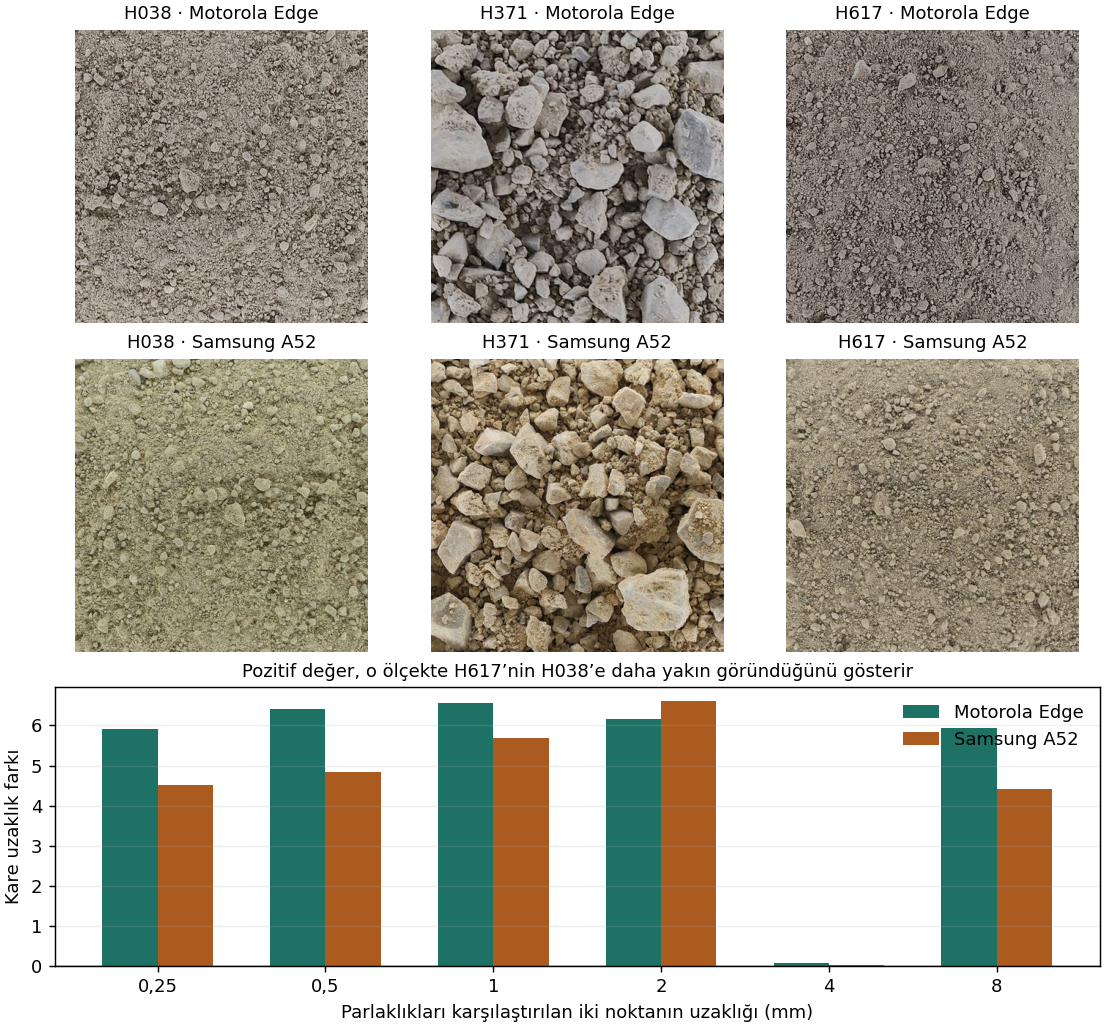 H038 · Motorola Edge
H371 · Motorola Edge
H617 · Motorola Edge
H038 · Samsung A52
H371 · Samsung A52
H617 · Samsung A52
Pozitif değer, o ölçekte H617’nin H038’e daha yakın göründüğünü gösterir
Kare uzaklık farkı
6
5
4
3
2
1
0
Motorola Edge
Samsung A52
0,25
0,5
1
2
4
8
Parlaklıkları karşılaştırılan iki noktanın uzaklığı (mm)